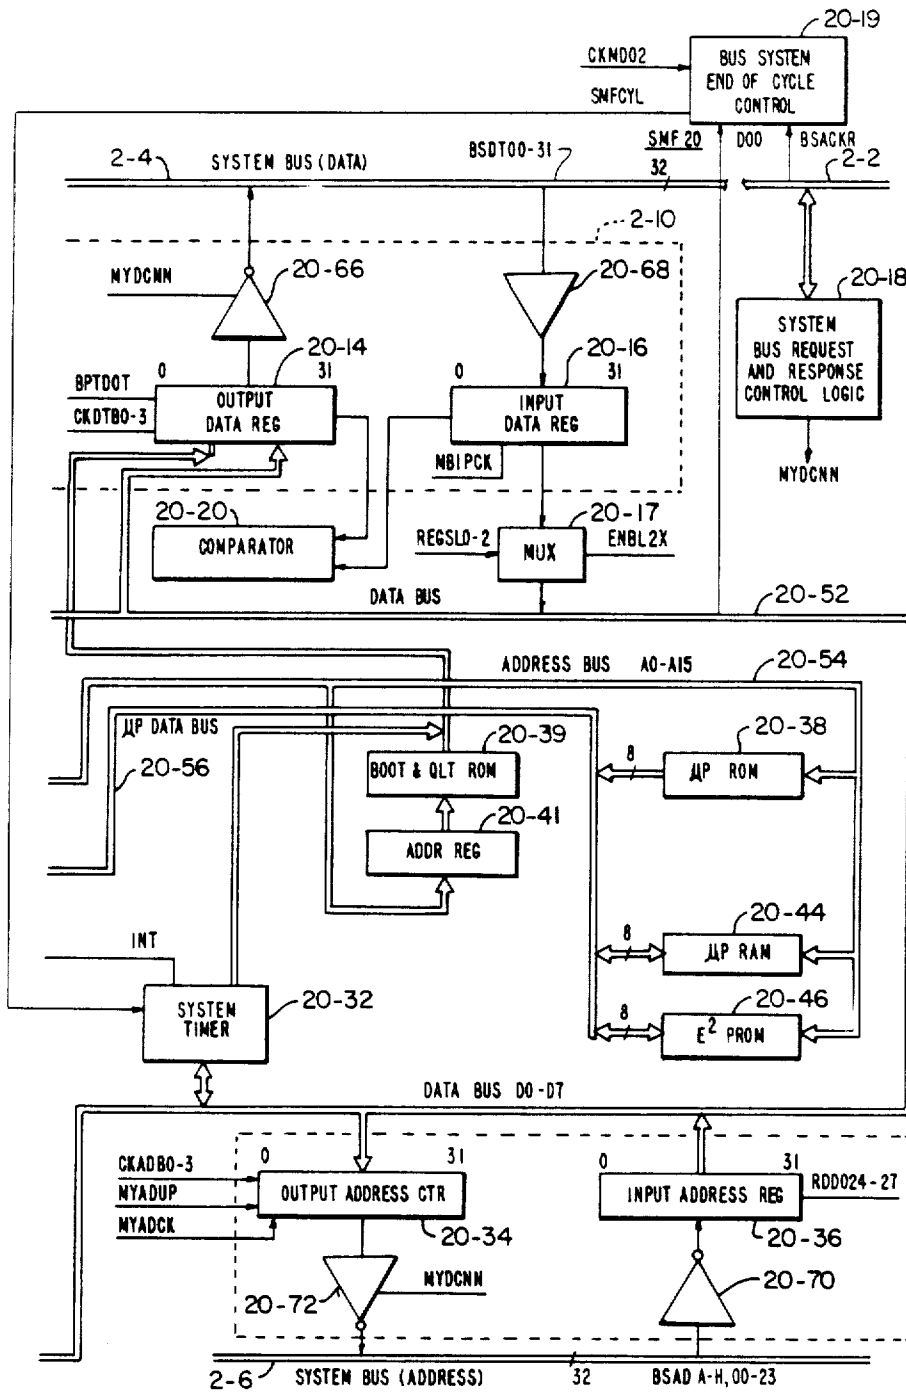 20-19
CKMD02
BUS SYSTEM
END OF CYCLE
CONTROL
SMFCYL
SMF 20
D00
BSACKR
2-4
SYSTEM BUS (DATA)
BSDT00-31
32
2-2
2-10
20-66
20-68
MYDCNN
20-18
SYSTEM
BUS REQUEST
AND RESPONSE
CONTROL LOGIC
20-14
20-16
0
31
0
31
BPTDOT
OUTPUT
DATA REG
INPUT
DATA REG
CKDTB0-3
MBIPCK
MYDCNN
20-20
20-17
COMPARATOR
REGSL0-2
MUX
ENBL2X
DATA BUS
20-52
ADDRESS BUS A0-A15
20-54
µP DATA BUS
20-39
20-38
20-56
BOOT & QLT ROM
8
µP ROM
20-41
ADDR REG
20-44
INT
8
µP RAM
SYSTEM
TIMER
20-32
20-46
8
E² PROM
DATA BUS D0-D7
CKADB0-3
0
31
0
31
RDD024-27
MYADUP
OUTPUT ADDRESS CTR
INPUT ADDRESS REG
MYADCK
20-34
20-36
20-72
MYDCNN
20-70
2-6
SYSTEM BUS (ADDRESS)
32
BSAD A-H,00-23